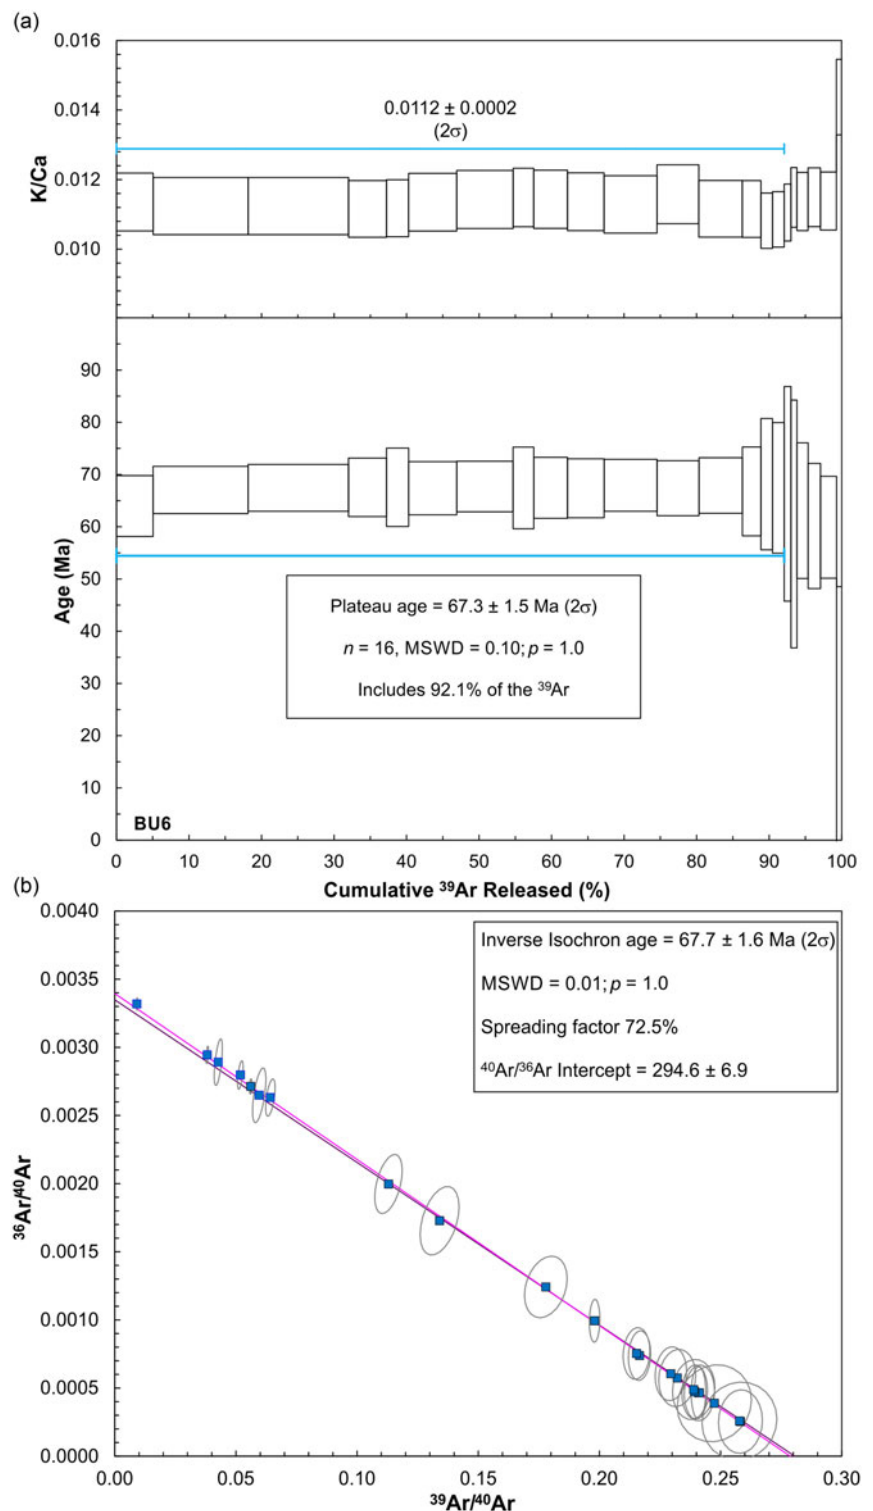 (a)
0.016
0.014
0.012
0.010
K/Ca
0.0112 ± 0.0002
(2σ)
90
80
70
60
50
40
30
20
10
0
Age (Ma)
Plateau age = 67.3 ± 1.5 Ma (2σ)
n = 16, MSWD = 0.10; p = 1.0
Includes 92.1% of the ³⁹Ar
BU6
0 10 20 30 40 50 60 70 80 90 100
Cumulative ³⁹Ar Released (%)
(b)
0.0040
0.0035
0.0030
0.0025
0.0020
0.0015
0.0010
0.0005
0.0000
³⁶Ar/⁴⁰Ar
Inverse Isochron age = 67.7 ± 1.6 Ma (2σ)
MSWD = 0.01; p = 1.0
Spreading factor 72.5%
⁴⁰Ar/³⁶Ar Intercept = 294.6 ± 6.9
0.00 0.05 0.10 0.15 0.20 0.25 0.30
³⁹Ar/⁴⁰Ar